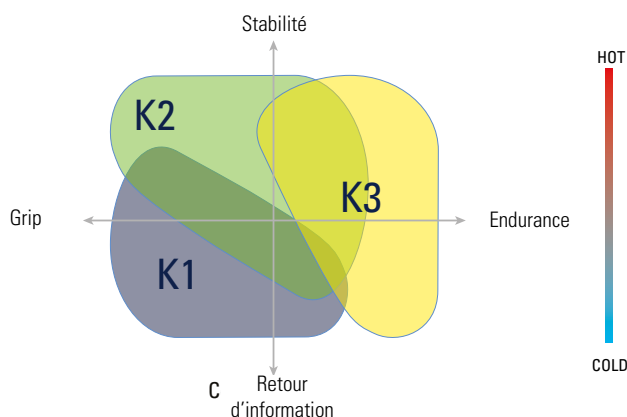 Stabilité
HOT
K2
K3
Grip
Endurance
K1
COLD
C
Retour
d'information